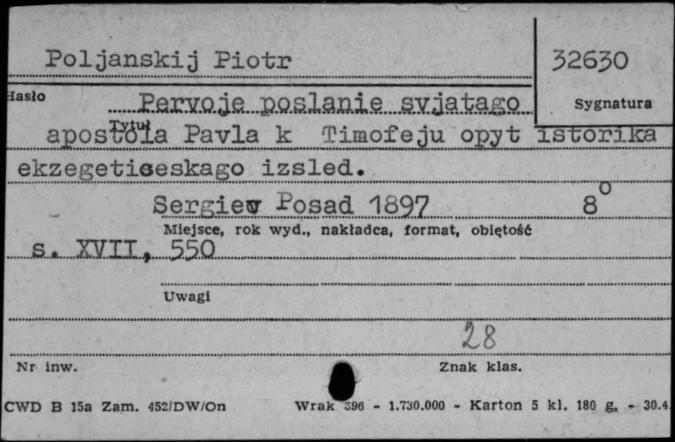 Poljanskij Piotr 32630
Hasło Sygnatura
Pervoje poslanie svjatago
Tytuł
apostola Pavla k Timofeju opyt istorika
ekzegeticeskago izsled.
Sergiew Posad 1897 8°
Miejsce, rok wyd., nakładca, format, obiętość
s. XVII, 550
Uwagi
28
Nr inw. Znak klas.
CWD B 15a Zam. 452/DW/On Wrak 396 - 1.730.000 - Karton 5 kl. 180 g. - 30.4